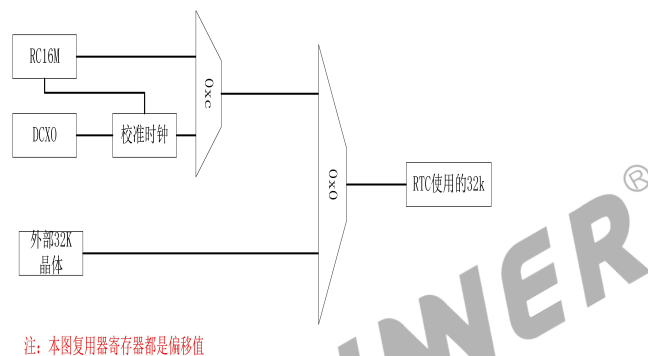 RC16M
0xc
DCXO
校准时钟
0x0
RTC使用的32k
外部32K
晶体
注: 本图复用器寄存器都是偏移值
WINNER®